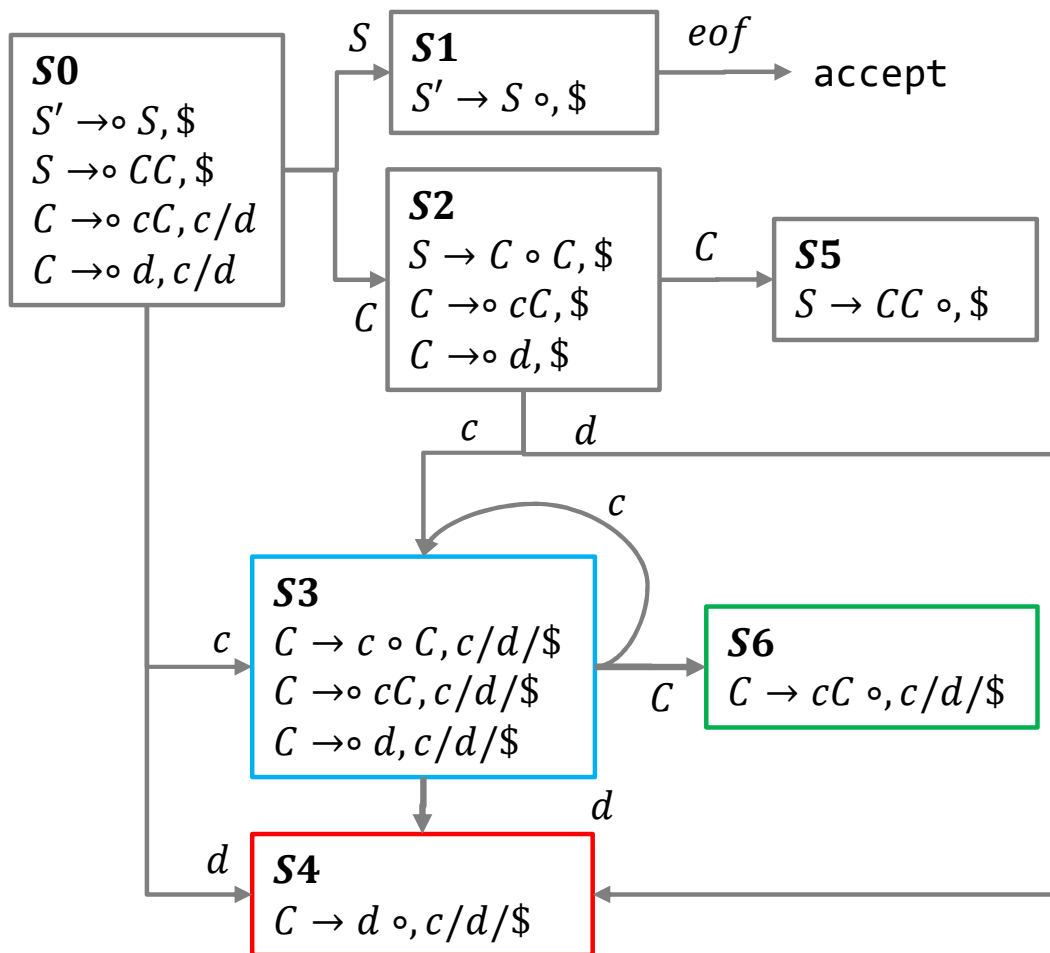 S0
S′ →∘ S, $
S →∘ CC, $
C →∘ cC, c/d
C →∘ d, c/d
S
S1
S′ → S ∘, $
eof
accept
C
S2
S → C ∘ C, $
C →∘ cC, $
C →∘ d, $
C
S5
S → CC ∘, $
c
d
c
c
S3
C → c ∘ C, c/d/$
C →∘ cC, c/d/$
C →∘ d, c/d/$
C
S6
C → cC ∘, c/d/$
d
d
S4
C → d ∘, c/d/$